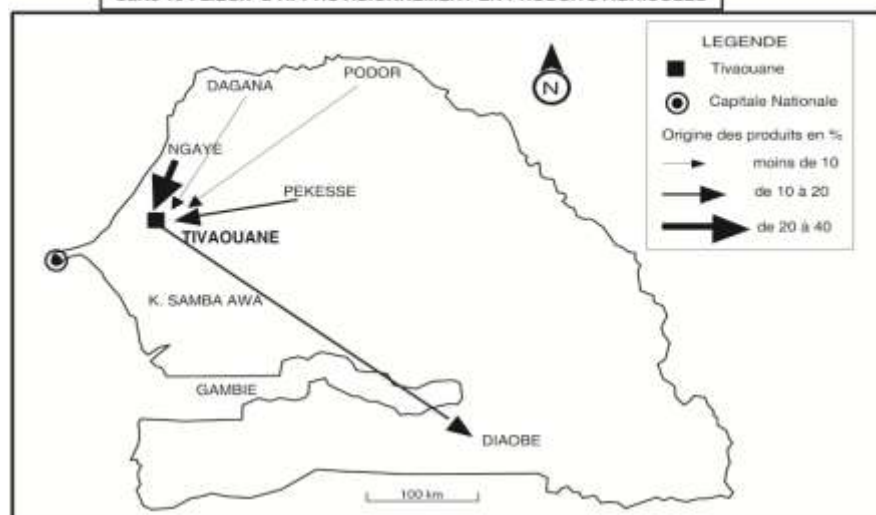 LEGENDE
Tivaouane
Capitale Nationale
Origine des produits en %
moins de 10
de 10 à 20
de 20 à 40
N
PODOR
DAGANA
NGAYE
PEKESSE
TIVAOUANE
K. SAMBA AWA
GAMBIE
DIAOBE
100 km